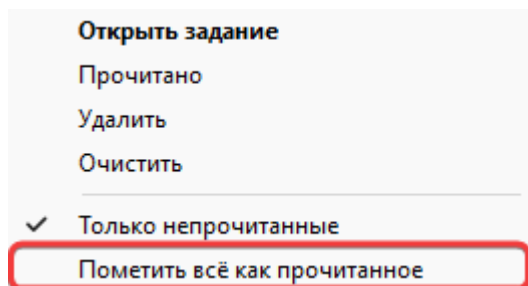 Открыть задание
Прочитано
Удалить
Очистить
Только непрочитанные
Пометить всё как прочитанное